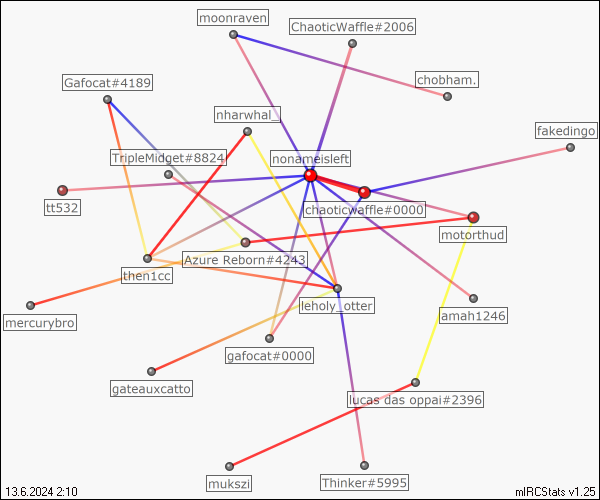 moonraven
ChaoticWaffle#2006
chobham.
Gafocat#4189
nharwhal_
fakedingo
TripleMidget#8824
nonameisleft
tt532
chaoticwaffle#0000
motorthud
Azure Reborn#4243
then1cc
leholy_otter
amah1246
mercurybro
gafocat#0000
gateauxcatto
lucas das oppai#2396
mukszi
Thinker#5995
13.6.2024 2:10
mIRCStats v1.25